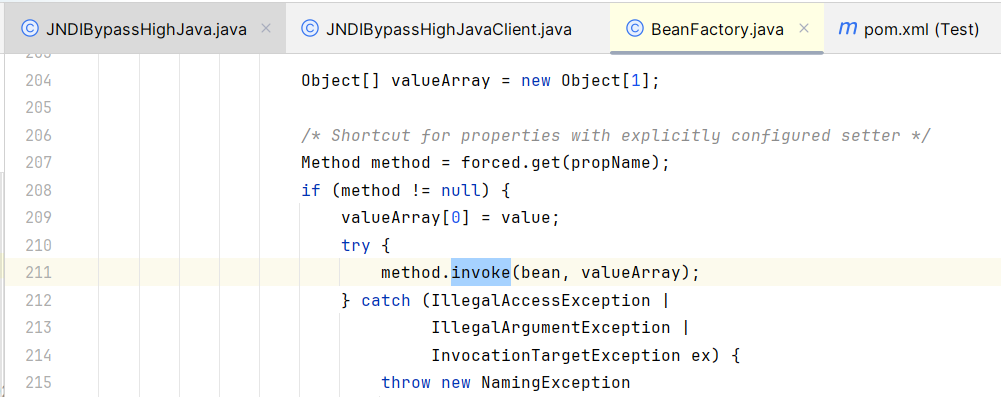 JNDIBypassHighJava.java JNDIBypassHighJavaClient.java BeanFactory.java pom.xml (Test)
204 Object[] valueArray = new Object[1];
205
206 /* Shortcut for properties with explicitly configured setter */
207 Method method = forced.get(propName);
208 if (method != null) {
209 valueArray[0] = value;
210 try {
211 method.invoke(bean, valueArray);
212 } catch (IllegalAccessException |
213 IllegalArgumentException |
214 InvocationTargetException ex) {
215 throw new NamingException